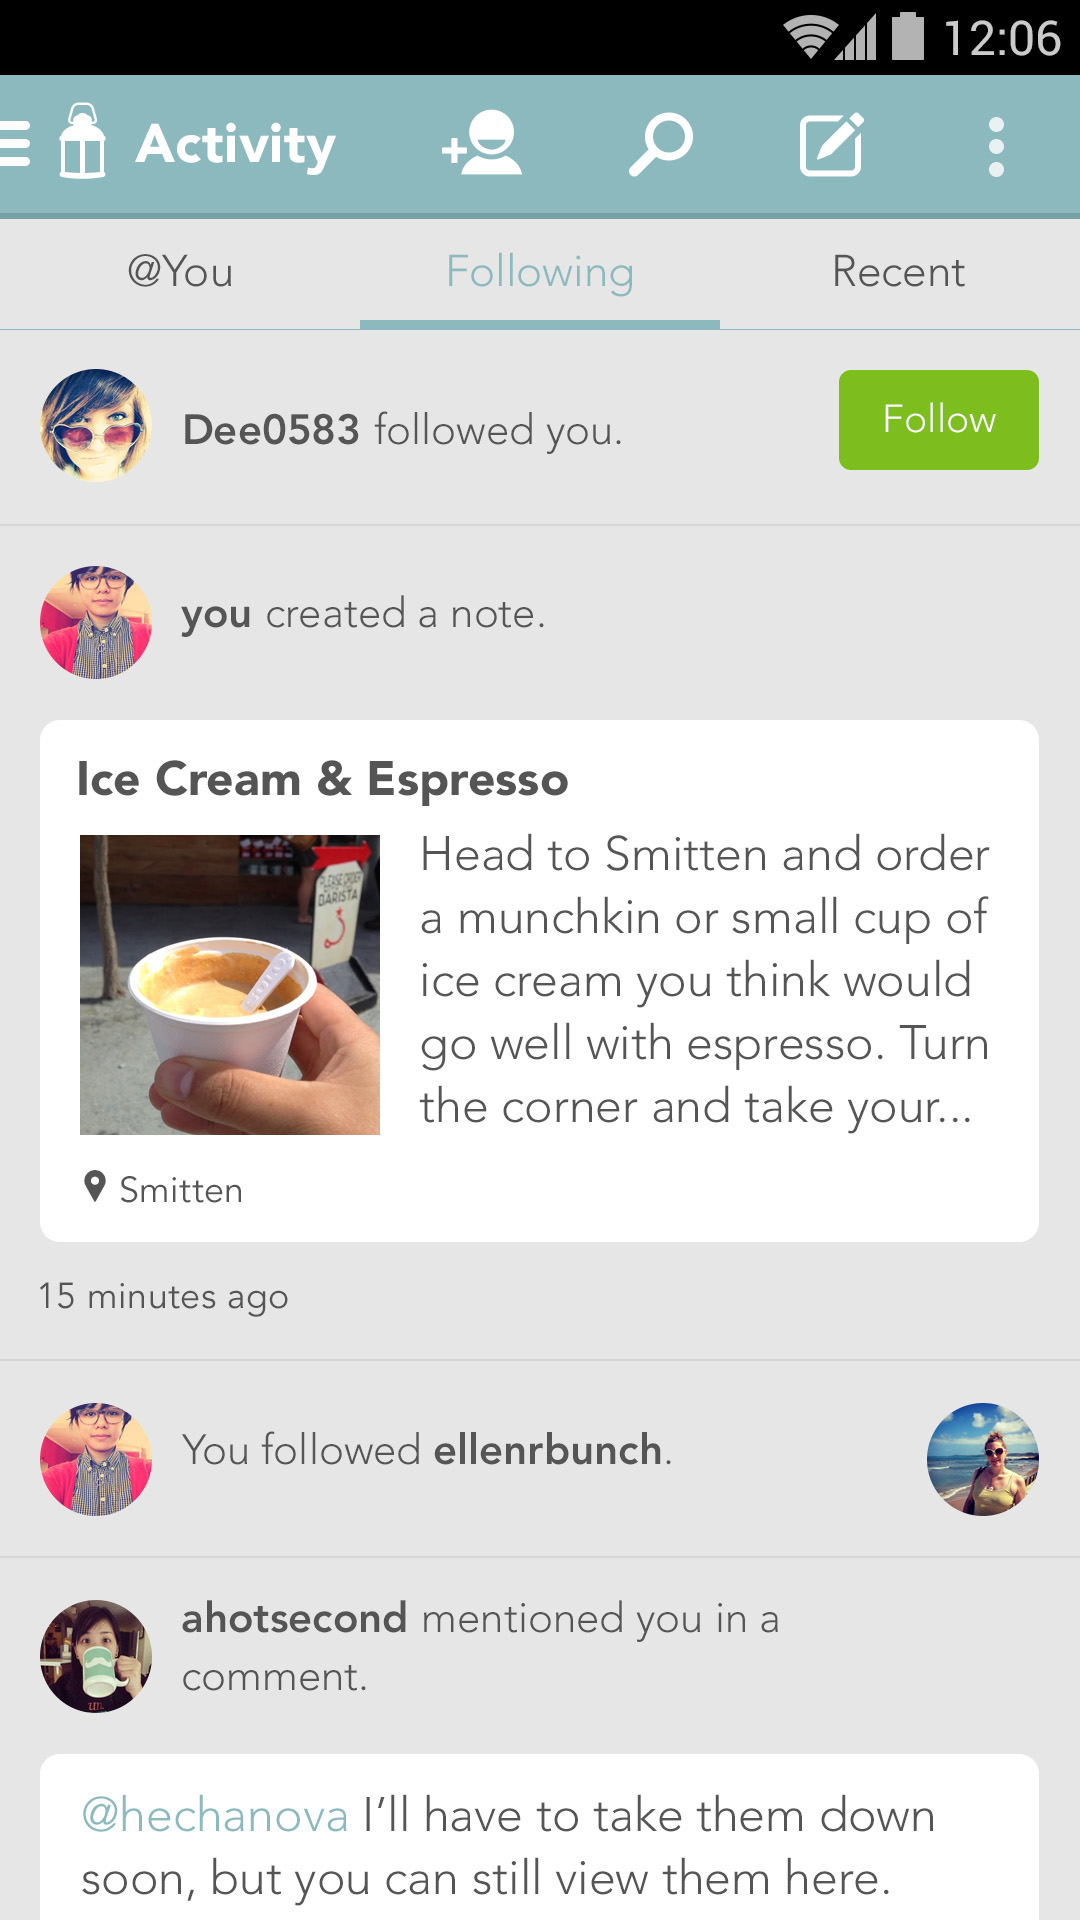 12:06
Activity
@You
Following
Recent
Dee0583 followed you.
Follow
you created a note.
Ice Cream & Espresso
Head to Smitten and order
a munchkin or small cup of
ice cream you think would
go well with espresso. Turn
the corner and take your...
PLEASE ORDER
BARISTA
Smitten
15 minutes ago
You followed ellenrbunch.
ahotsecond mentioned you in a
comment.
@hechanova I’ll have to take them down
soon, but you can still view them here.